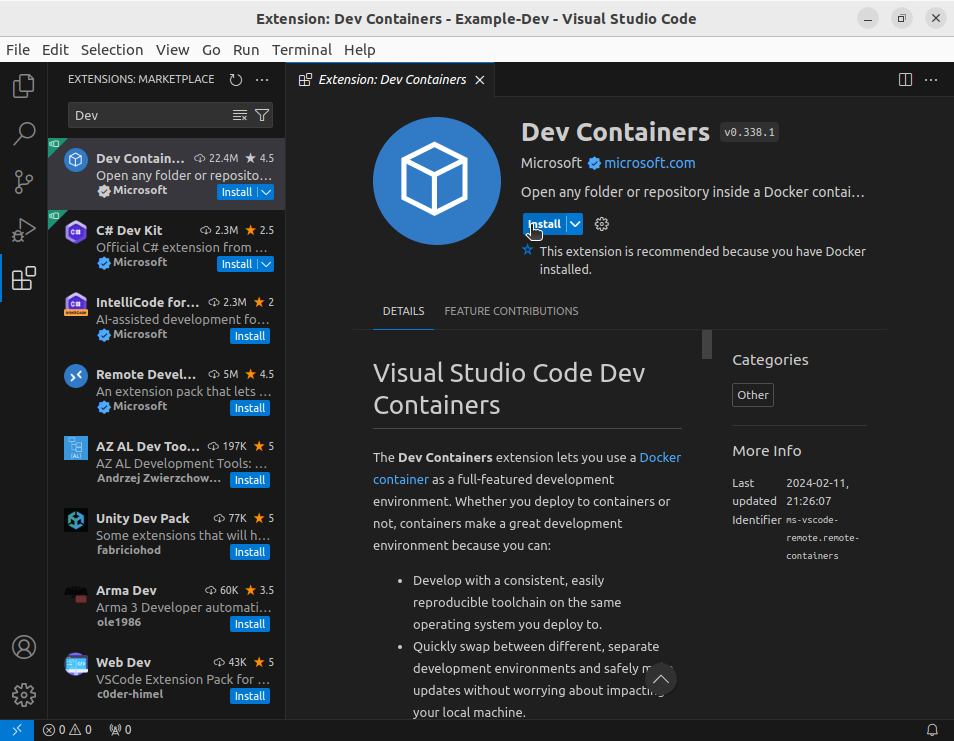 Extension: Dev Containers - Example-Dev - Visual Studio Code
File Edit Selection View Go Run Terminal Help
EXTENSIONS: MARKETPLACE
Dev
Dev Contain... 22.4M 4.5
Open any folder or reposito...
Microsoft Install
C# Dev Kit 2.3M 2.5
Official C# extension from ...
Microsoft Install
IntelliCode for... 2.3M 2
AI-assisted development fo...
Microsoft Install
Remote Devel... 5M 4.5
An extension pack that lets ...
Microsoft Install
AZ AL Dev Too... 197K 5
AZ AL Development Tools: ...
Andrzej Zwierzchow... Install
Unity Dev Pack 77K 5
Some extensions that will h...
fabriciohod Install
Arma Dev 60K 3.5
Arma 3 Developer automati...
ole1986 Install
Web Dev 43K 5
VSCode Extension Pack for ...
c0der-himel Install
Extension: Dev Containers
Dev Containers v0.338.1
Microsoft microsoft.com
Open any folder or repository inside a Docker contai...
Install
This extension is recommended because you have Docker
installed.
DETAILS FEATURE CONTRIBUTIONS
Visual Studio Code Dev
Containers
The Dev Containers extension lets you use a Docker
container as a full-featured development
environment. Whether you deploy to containers or
not, containers make a great development
environment because you can:
• Develop with a consistent, easily
reproducible toolchain on the same
operating system you deploy to.
• Quickly swap between different, separate
development environments and safely
updates without worrying about impacting
your local machine.
Categories
Other
More Info
Last 2024-02-11,
updated 21:26:07
Identifier ms-vscode-
remote.remote-
containers
0 0 0